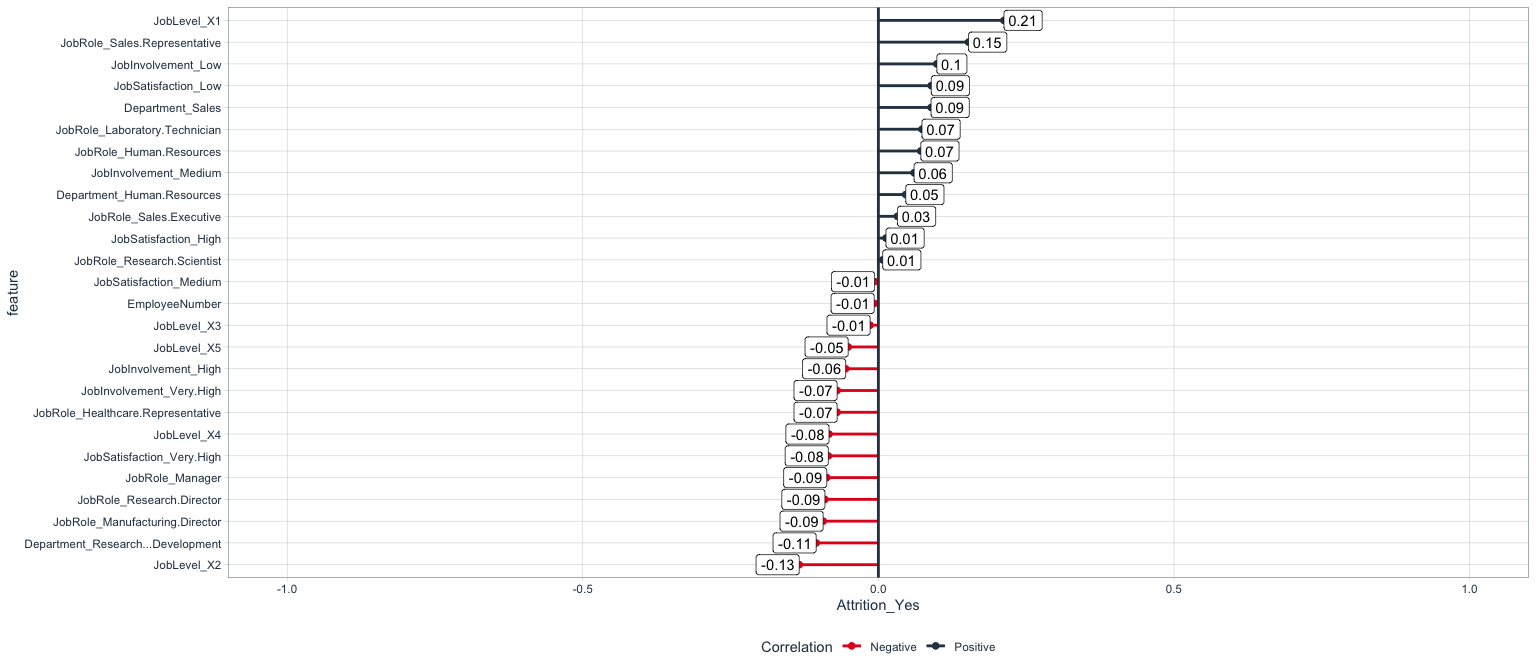 JobLevel_X1 0.21
JobRole_Sales.Representative 0.15
JobInvolvement_Low 0.1
JobSatisfaction_Low 0.09
Department_Sales 0.09
JobRole_Laboratory.Technician 0.07
JobRole_Human.Resources 0.07
JobInvolvement_Medium 0.06
Department_Human.Resources 0.05
JobRole_Sales.Executive 0.03
JobSatisfaction_High 0.01
JobRole_Research.Scientist 0.01
JobSatisfaction_Medium -0.01
EmployeeNumber -0.01
JobLevel_X3 -0.01
JobLevel_X5 -0.05
JobInvolvement_High -0.06
JobInvolvement_Very.High -0.07
JobRole_Healthcare.Representative -0.07
JobLevel_X4 -0.08
JobSatisfaction_Very.High -0.08
JobRole_Manager -0.09
JobRole_Research.Director -0.09
JobRole_Manufacturing.Director -0.09
Department_Research...Development -0.11
JobLevel_X2 -0.13
feature
-1.0 -0.5 0.0 0.5 1.0
Attrition_Yes
Correlation Negative Positive